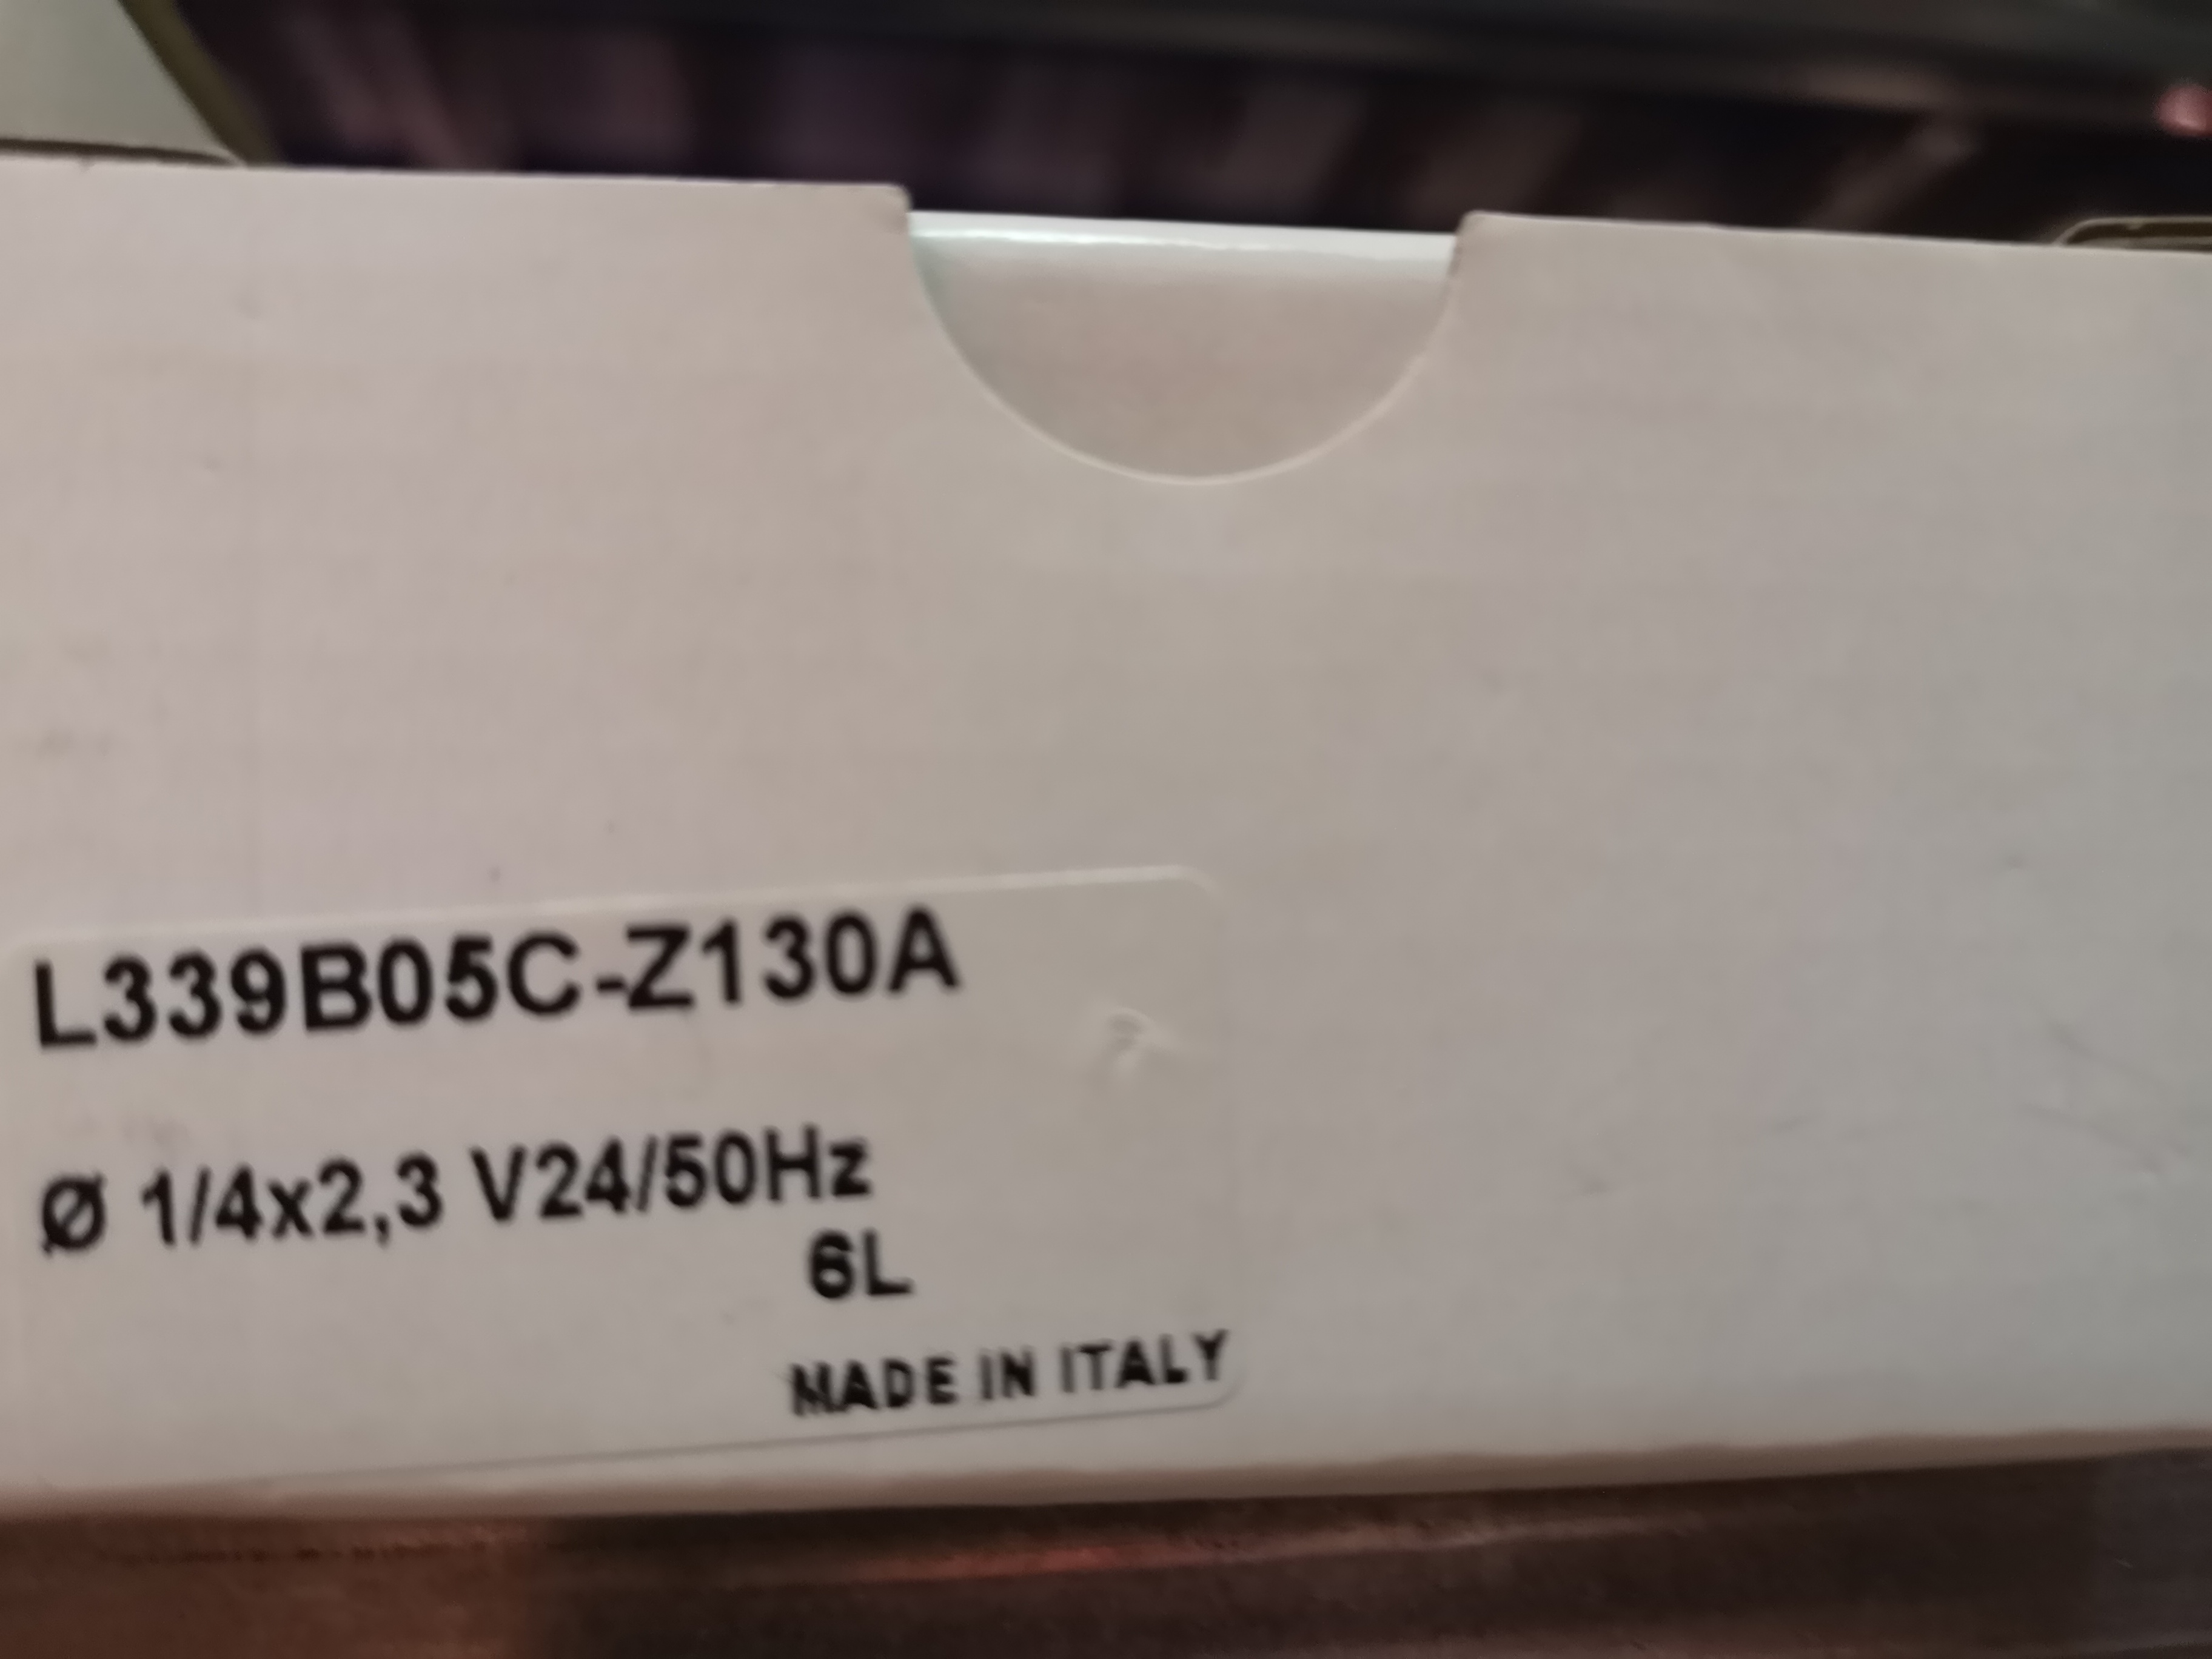 L339B05C-Z130A
Ø 1/4x2,3 V24/50Hz
6L
MADE IN ITALY